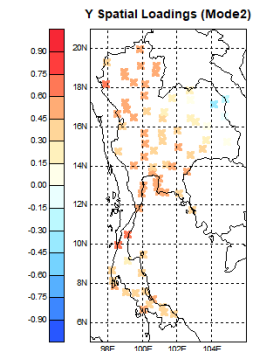 Y Spatial Loadings (Mode2)
0.90
0.75
0.60
0.45
0.30
0.15
0.00
-0.15
-0.30
-0.45
-0.60
-0.75
-0.90
20N
18N
16N
14N
12N
10N
8N
6N
98E 100E 102E 104E